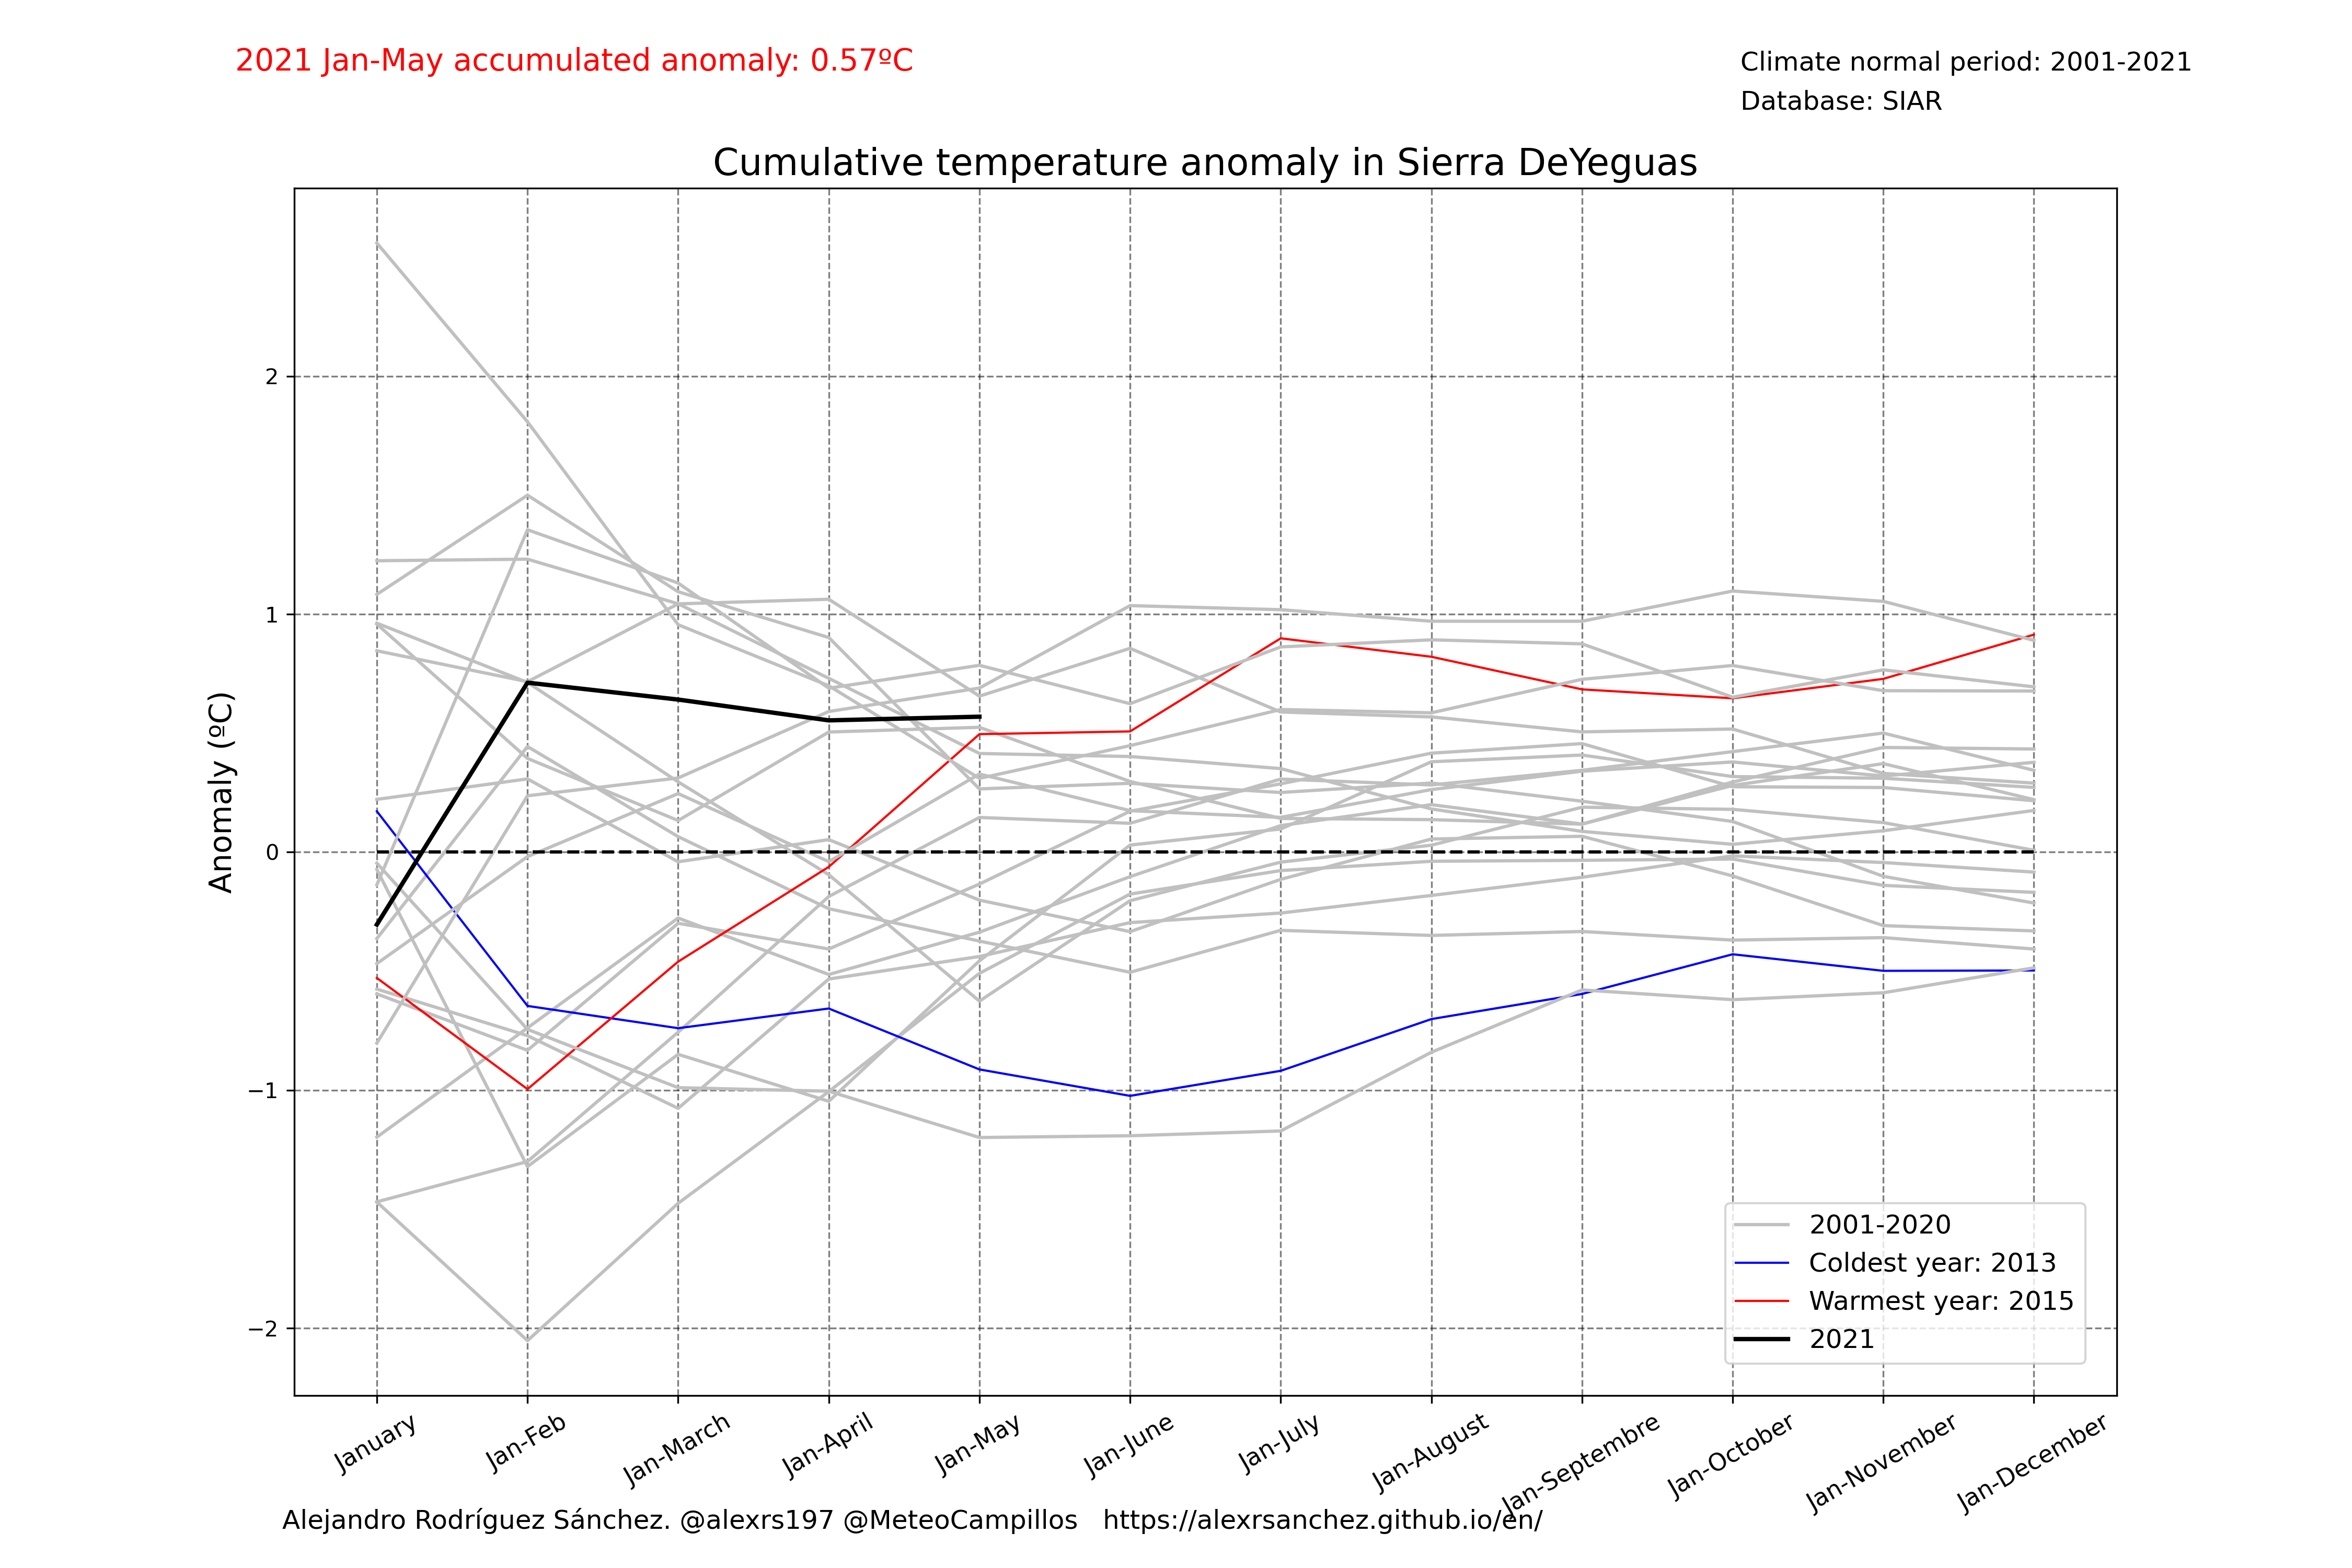 2021 Jan-May accumulated anomaly: 0.57ºC
Climate normal period: 2001-2021
Database: SIAR
Cumulative temperature anomaly in Sierra DeYeguas
Anomaly (ºC)
2
1
0
−1
−2
January
Jan-Feb
Jan-March
Jan-April
Jan-May
Jan-June
Jan-July
Jan-August
Jan-Septembre
Jan-October
Jan-November
Jan-December
2001-2020
Coldest year: 2013
Warmest year: 2015
2021
Alejandro Rodríguez Sánchez. @alexrs197 @MeteoCampillos https://alexrsanchez.github.io/en/